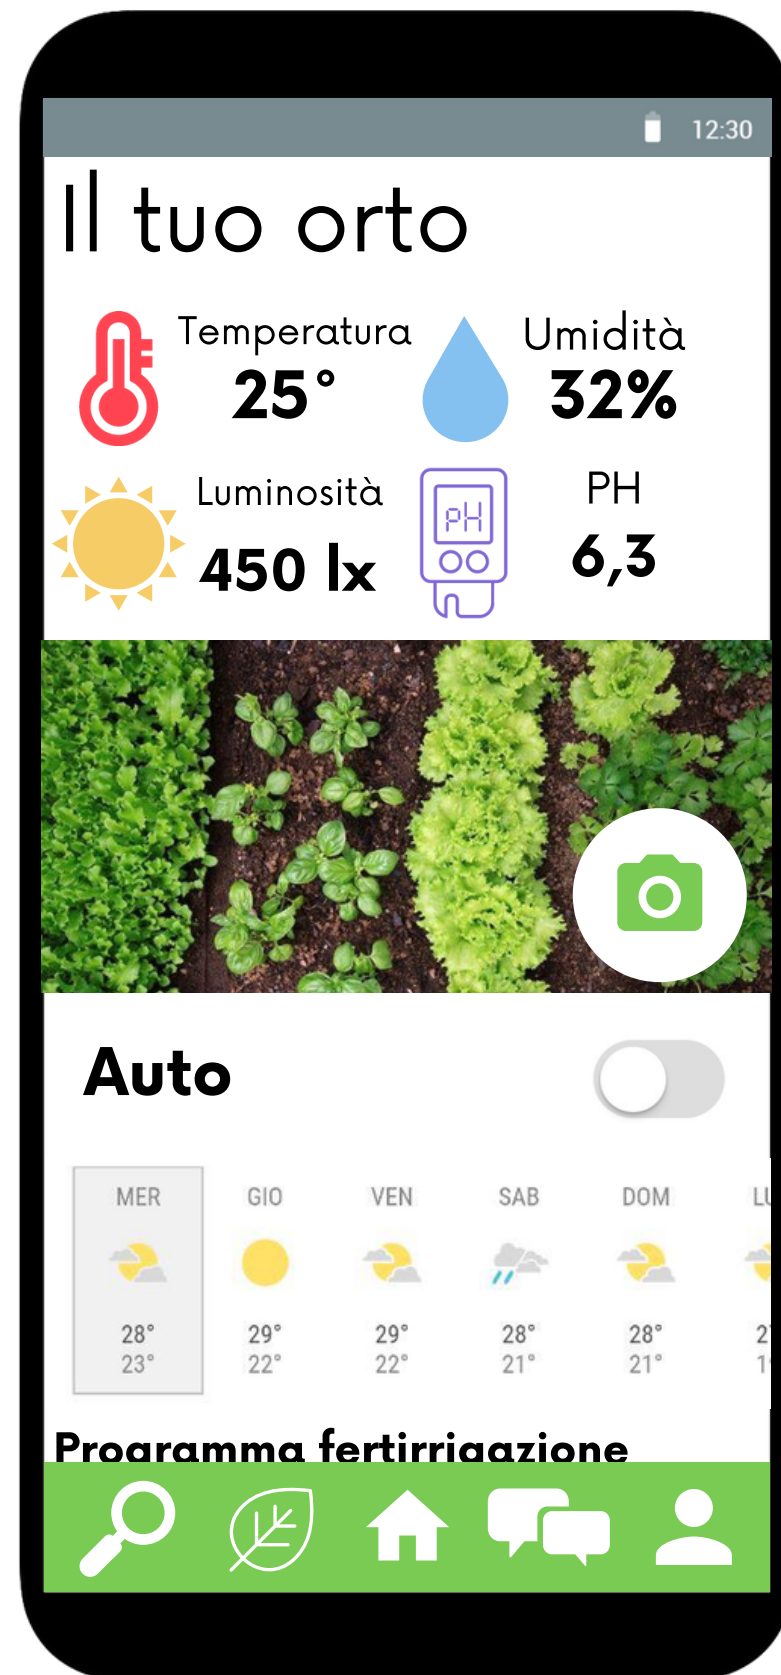 12:30
Il tuo orto
Temperatura
25°
Umidità
32%
Luminosità
450 lx
pH
PH
6,3
Auto
MER GIO VEN SAB DOM
28° 29° 29° 28° 28°
23° 22° 22° 21° 21°
Programma fertirrigazione